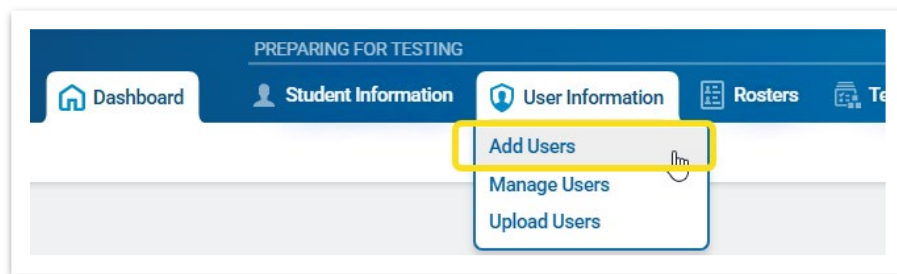 PREPARING FOR TESTING
Dashboard Student Information User Information Rosters
Add Users
Manage Users
Upload Users